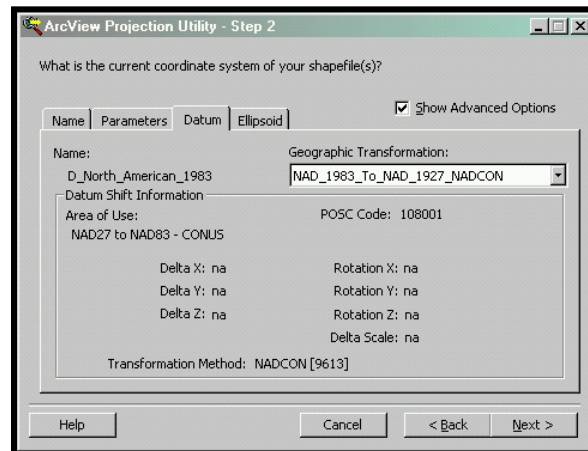 ArcView Projection Utility - Step 2
What is the current coordinate system of your shapefile(s)?
Show Advanced Options
Name Parameters Datum Ellipsoid
Name:
D_North_American_1983
Geographic Transformation:
NAD_1983_To_NAD_1927_NADCON
Datum Shift Information
Area of Use:
NAD27 to NAD83 - CONUS
POSC Code: 108001
Delta X: na
Rotation X: na
Delta Y: na
Rotation Y: na
Delta Z: na
Rotation Z: na
Delta Scale: na
Transformation Method: NADCON [9613]
Help
Cancel
< Back
Next >